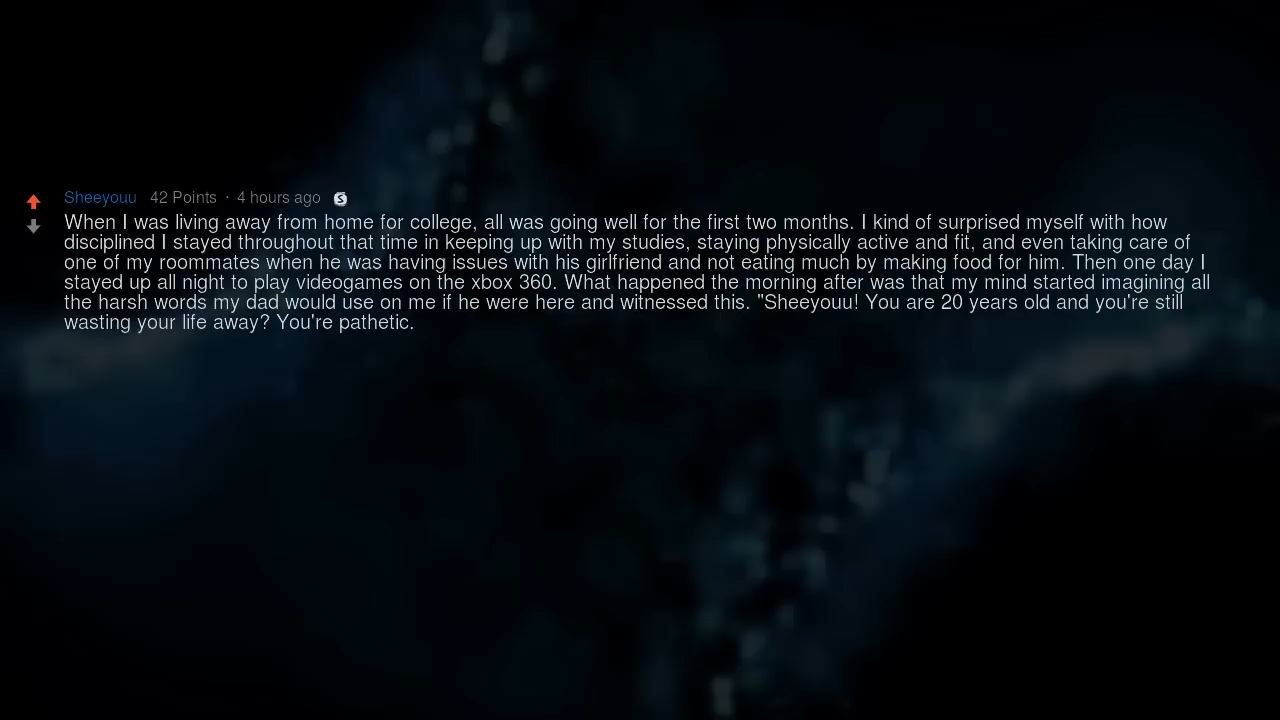 Sheeyouu 42 Points · 4 hours ago
When I was living away from home for college, all was going well for the first two months. I kind of surprised myself with how
disciplined I stayed throughout that time in keeping up with my studies, staying physically active and fit, and even taking care of
one of my roommates when he was having issues with his girlfriend and not eating much by making food for him. Then one day I
stayed up all night to play videogames on the xbox 360. What happened the morning after was that my mind started imagining all
the harsh words my dad would use on me if he were here and witnessed this. "Sheeyouu! You are 20 years old and you're still
wasting your life away? You're pathetic.